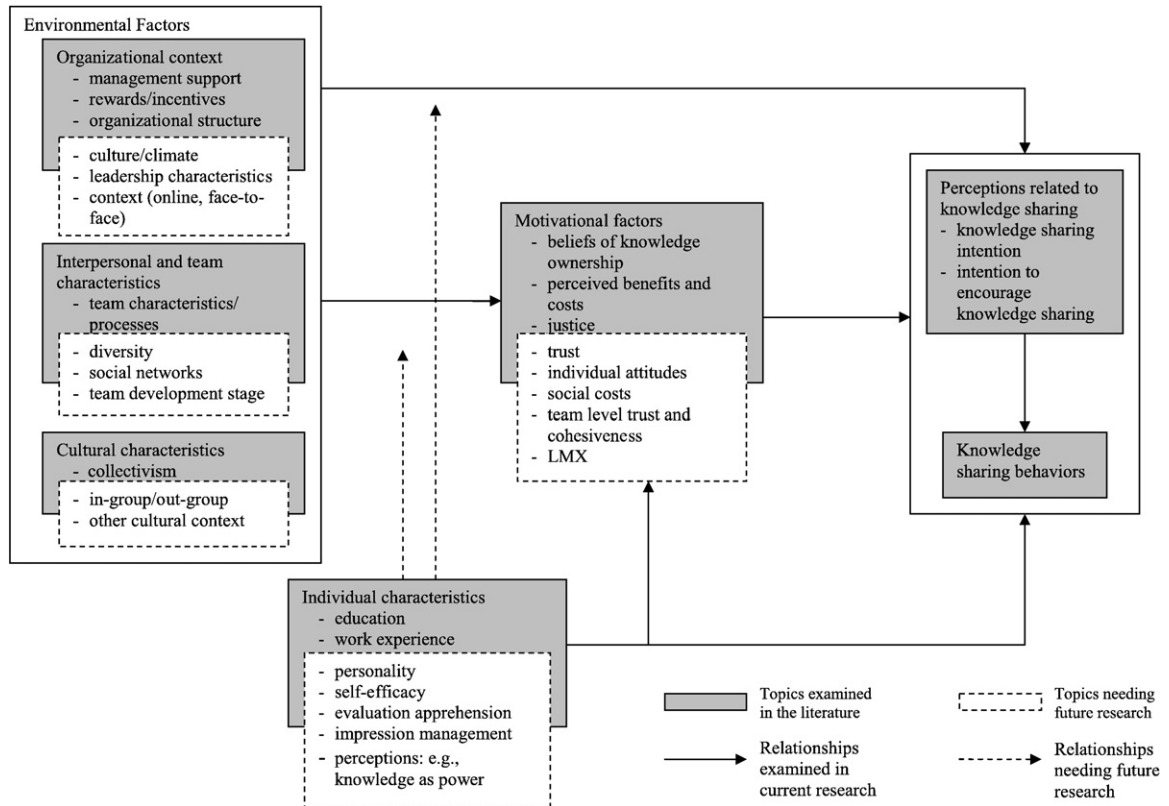 Environmental Factors
Organizational context
- management support
- rewards/incentives
- organizational structure
- culture/climate
- leadership characteristics
- context (online, face-to-
face)
Interpersonal and team
characteristics
- team characteristics/
processes
- diversity
- social networks
- team development stage
Cultural characteristics
- collectivism
- in-group/out-group
- other cultural context
Motivational factors
- beliefs of knowledge
ownership
- perceived benefits and
costs
- justice
- trust
- individual attitudes
- social costs
- team level trust and
cohesiveness
- LMX
Perceptions related to
knowledge sharing
- knowledge sharing
intention
- intention to
encourage
knowledge sharing
Knowledge
sharing behaviors
Individual characteristics
- education
- work experience
- personality
- self-efficacy
- evaluation apprehension
- impression management
- perceptions: e.g.,
knowledge as power
Topics examined
in the literature
Topics needing
future research
Relationships
examined in
current research
Relationships
needing future
research